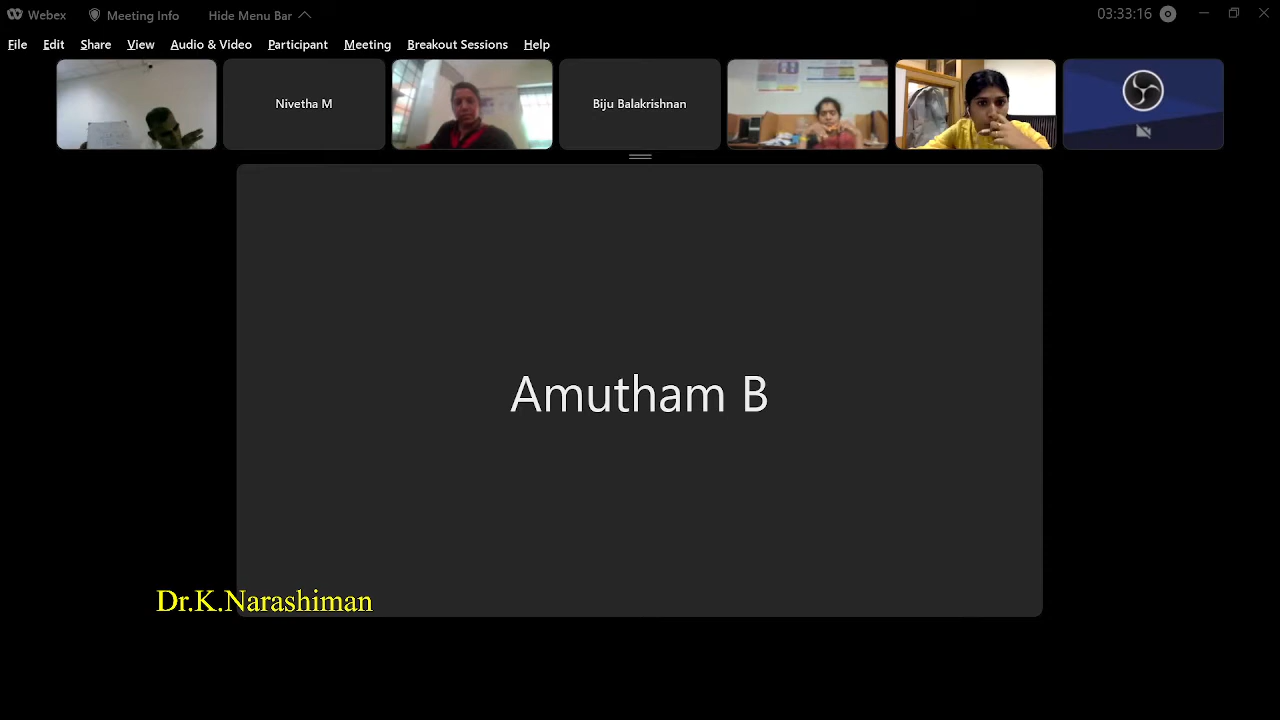 Webex Meeting Info Hide Menu Bar 03:33:16
File Edit Share View Audio & Video Participant Meeting Breakout Sessions Help
Nivetha M Biju Balakrishnan
Amutham B
Dr.K.Narashiman